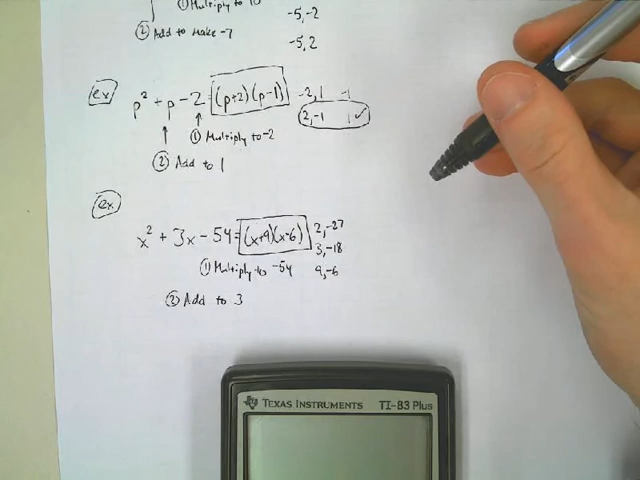 ① Multiply to 10
-5,-2
② Add to make -7
-5,2
ex
p² + p - 2 = (p+2)(p-1)
-2,1 -1
2,-1 1 ✓
① Multiply to -2
② Add to 1
ex
x² + 3x - 54 = (x+9)(x-6)
2,-27
3,-18
① Multiply to -54
9,-6
② Add to 3
TEXAS INSTRUMENTS TI-83 Plus